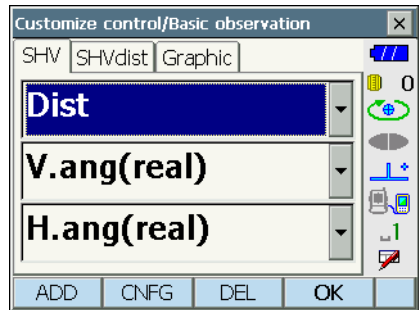 Customize control/Basic observation
SHV SHVdist Graphic
0
Dist
V.ang(real)
H.ang(real)
1
ADD CNFG DEL OK